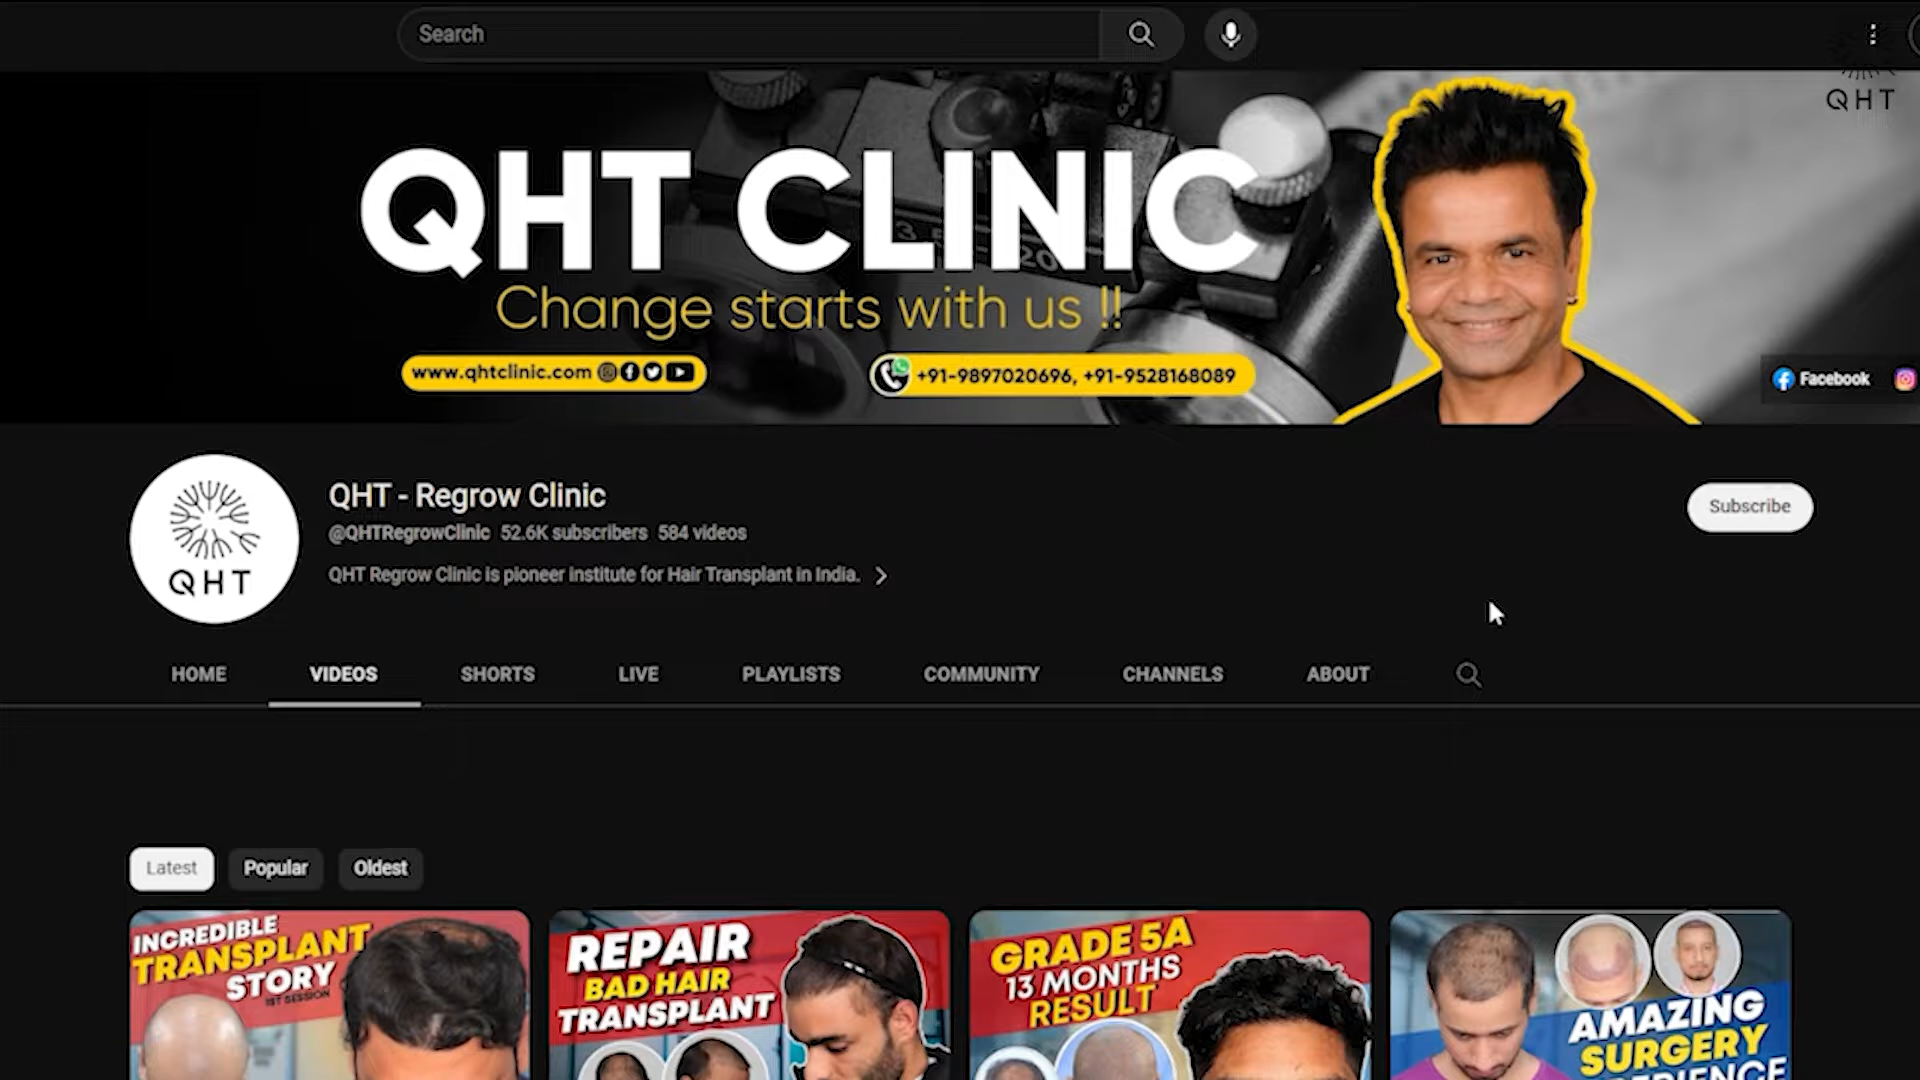 Search
QHT
QHT CLINIC
Change starts with us !!
www.qhtclinic.com
+91-9897020696, +91-9528168089
Facebook
QHT
QHT - Regrow Clinic
@QHTRegrowClinic 52.6K subscribers 584 videos
QHT Regrow Clinic is pioneer institute for Hair Transplant in India.
Subscribe
HOME VIDEOS SHORTS LIVE PLAYLISTS COMMUNITY CHANNELS ABOUT
Latest Popular Oldest
INCREDIBLE
TRANSPLANT
STORY
1ST SESSION
REPAIR
BAD HAIR
TRANSPLANT
GRADE 5A
13 MONTHS
RESULT
AMAZING
SURGERY